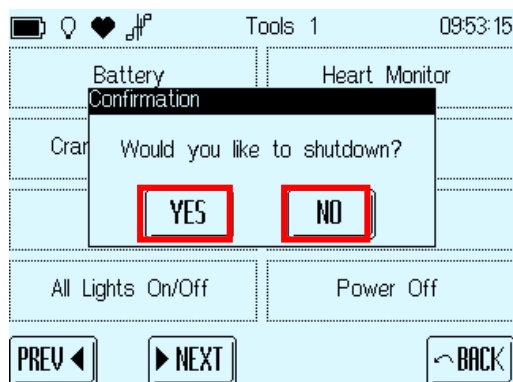 Tools 1 09:53:15
Battery Heart Monitor
Confirmation
Would you like to shutdown?
YES NO
All Lights On/Off Power Off
PREV NEXT BACK